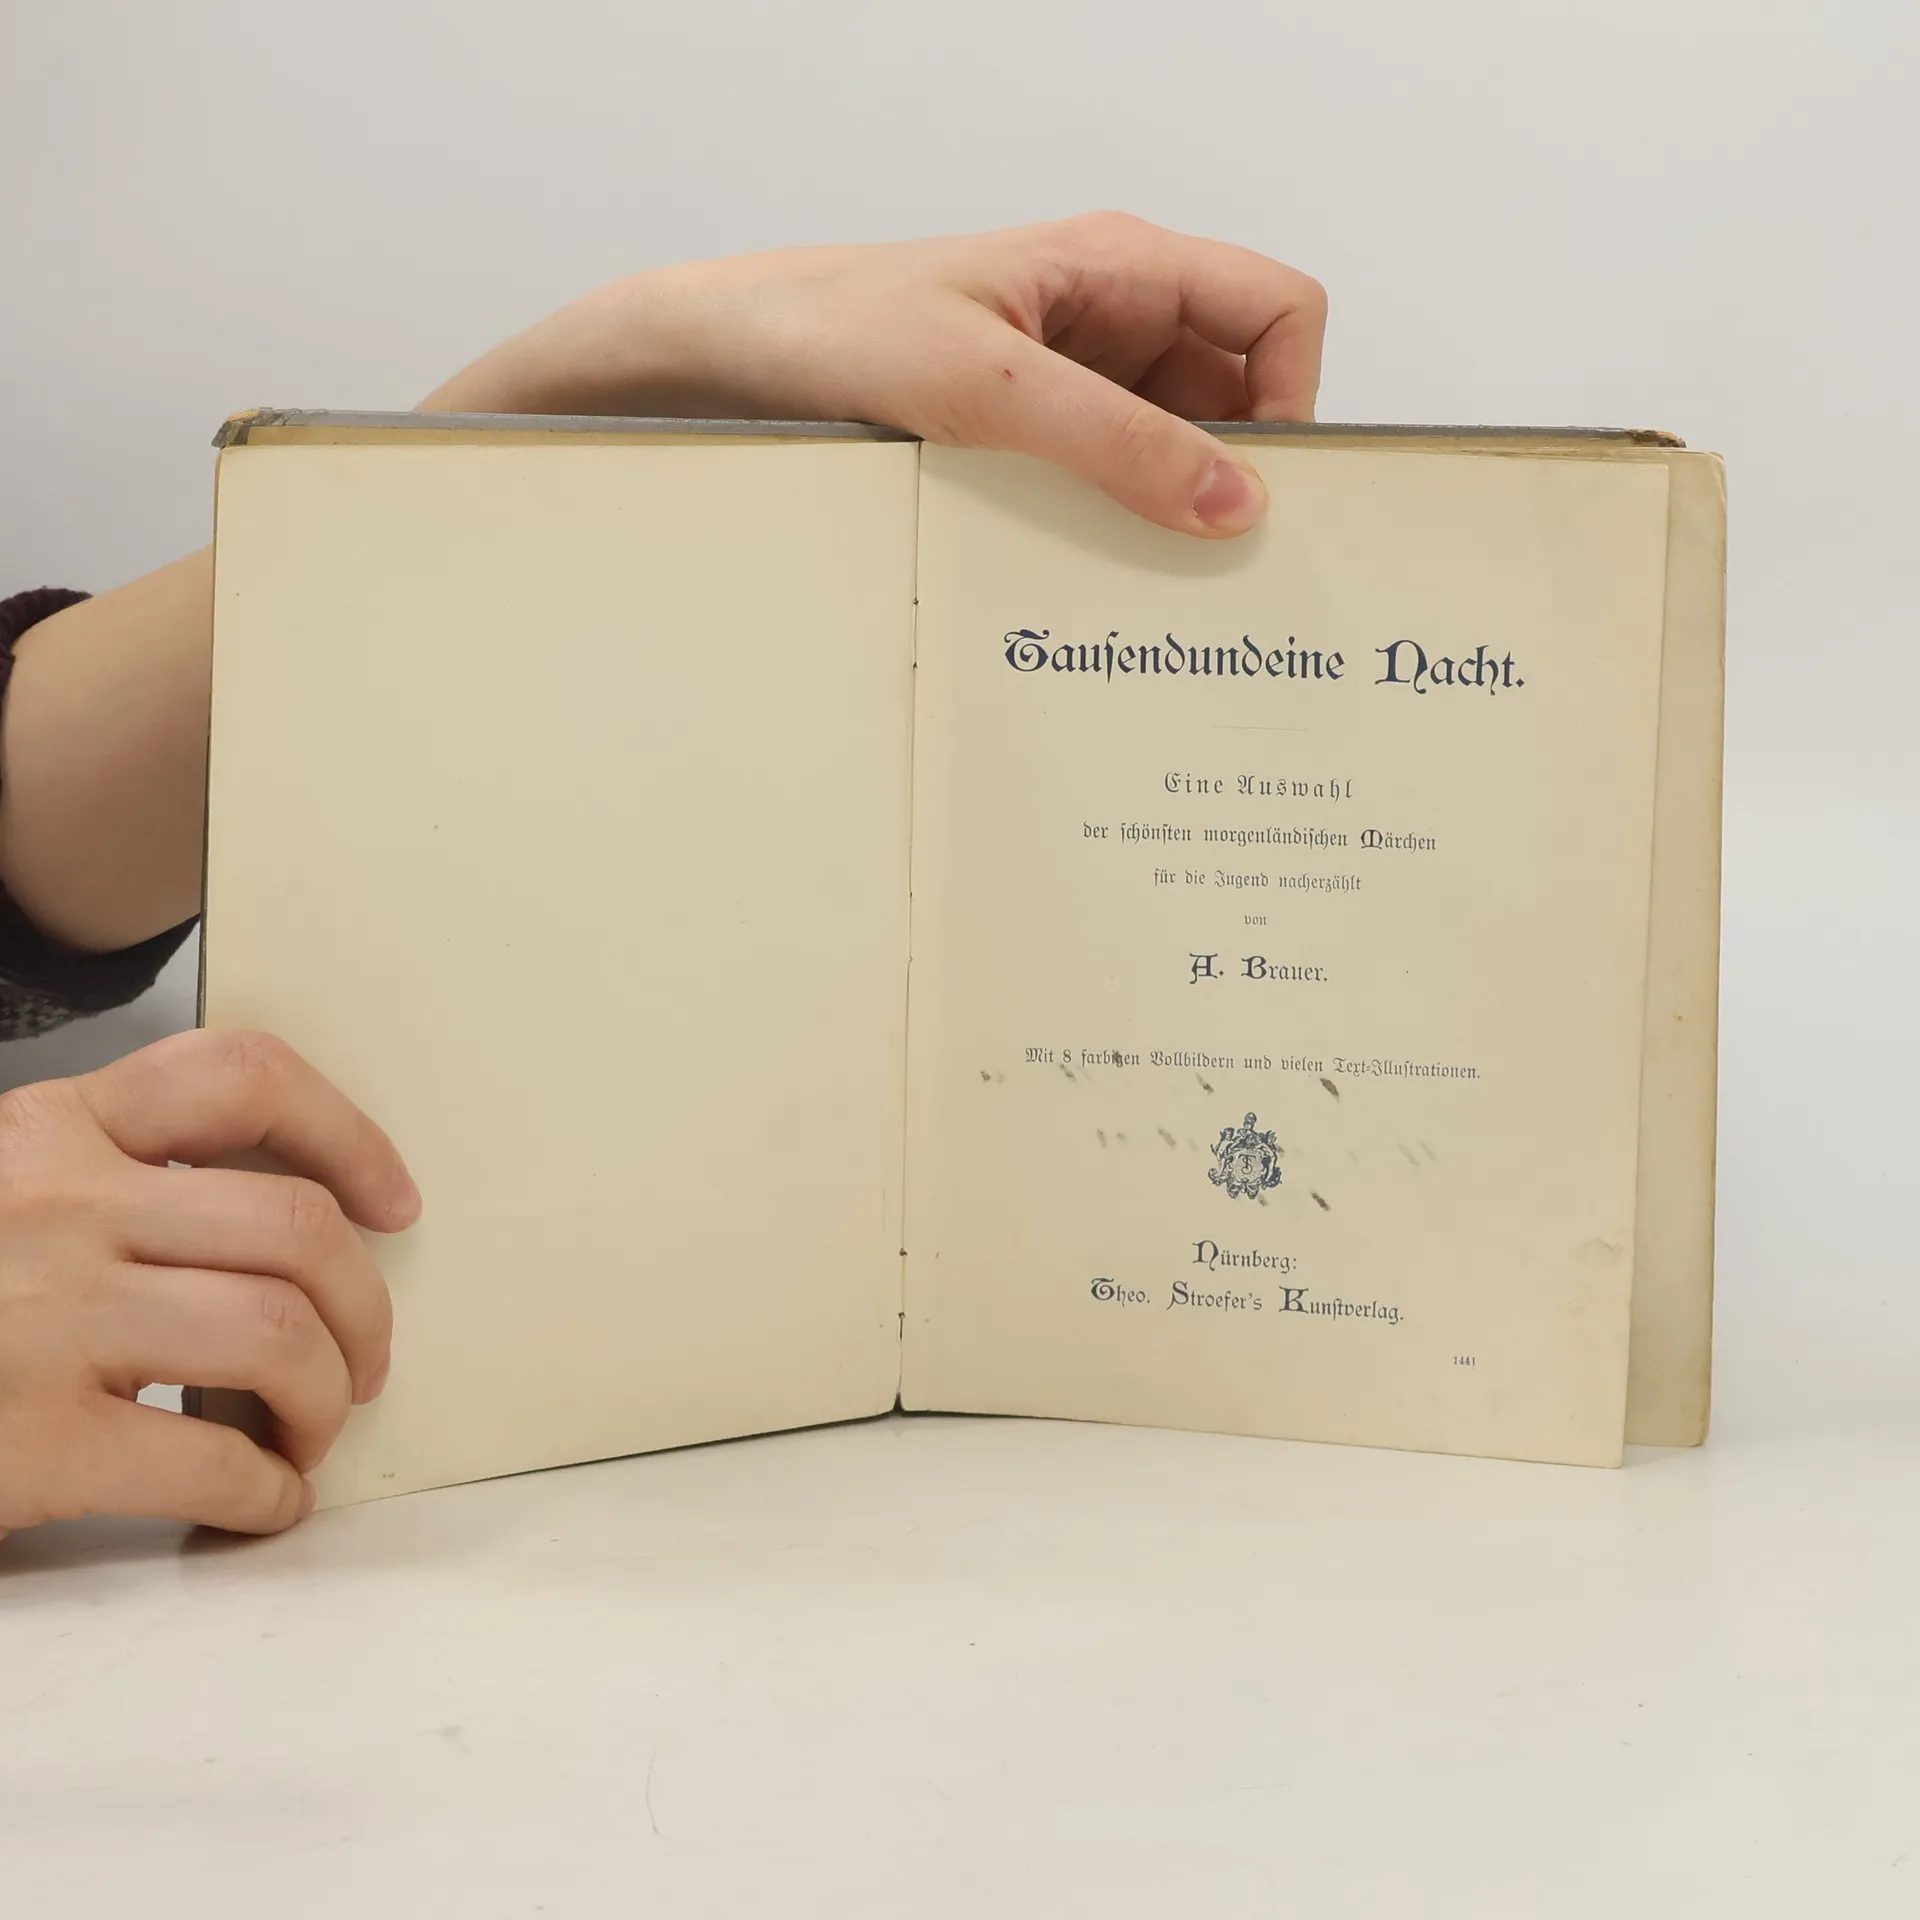 Tauſendundeine Nacht.
Eine Auswahl
der ſchönſten morgenländiſchen Märchen
für die Jugend nacherzählt
von
A. Brauer.
Mit 8 farbigen Vollbildern und vielen Text-Illuſtrationen.
TS
Nürnberg:
Theo. Stroefer's Kunſtverlag.
1441